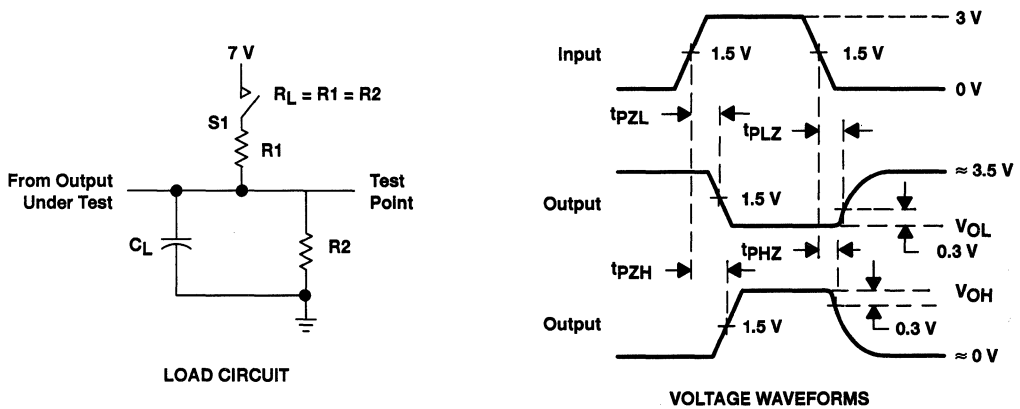 7 V
R_L = R1 = R2
S1
R1
From Output
Under Test
Test
Point
C_L
R2
LOAD CIRCUIT
Input
3 V
1.5 V
1.5 V
0 V
t_PZL
t_PLZ
≈ 3.5 V
Output
1.5 V
V_OL
0.3 V
t_PHZ
t_PZH
V_OH
0.3 V
Output
1.5 V
≈ 0 V
VOLTAGE WAVEFORMS